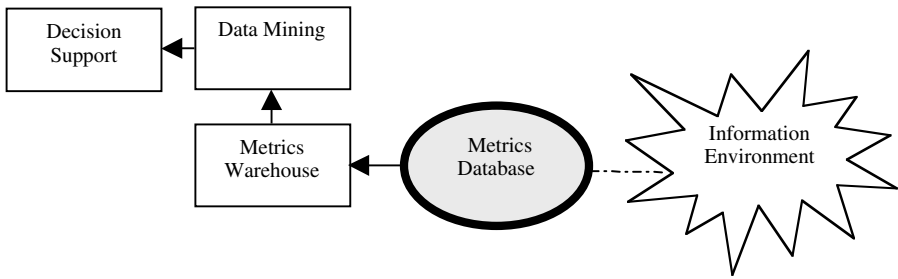 Decision
Support
Data Mining
Metrics
Warehouse
Metrics
Database
Information
Environment